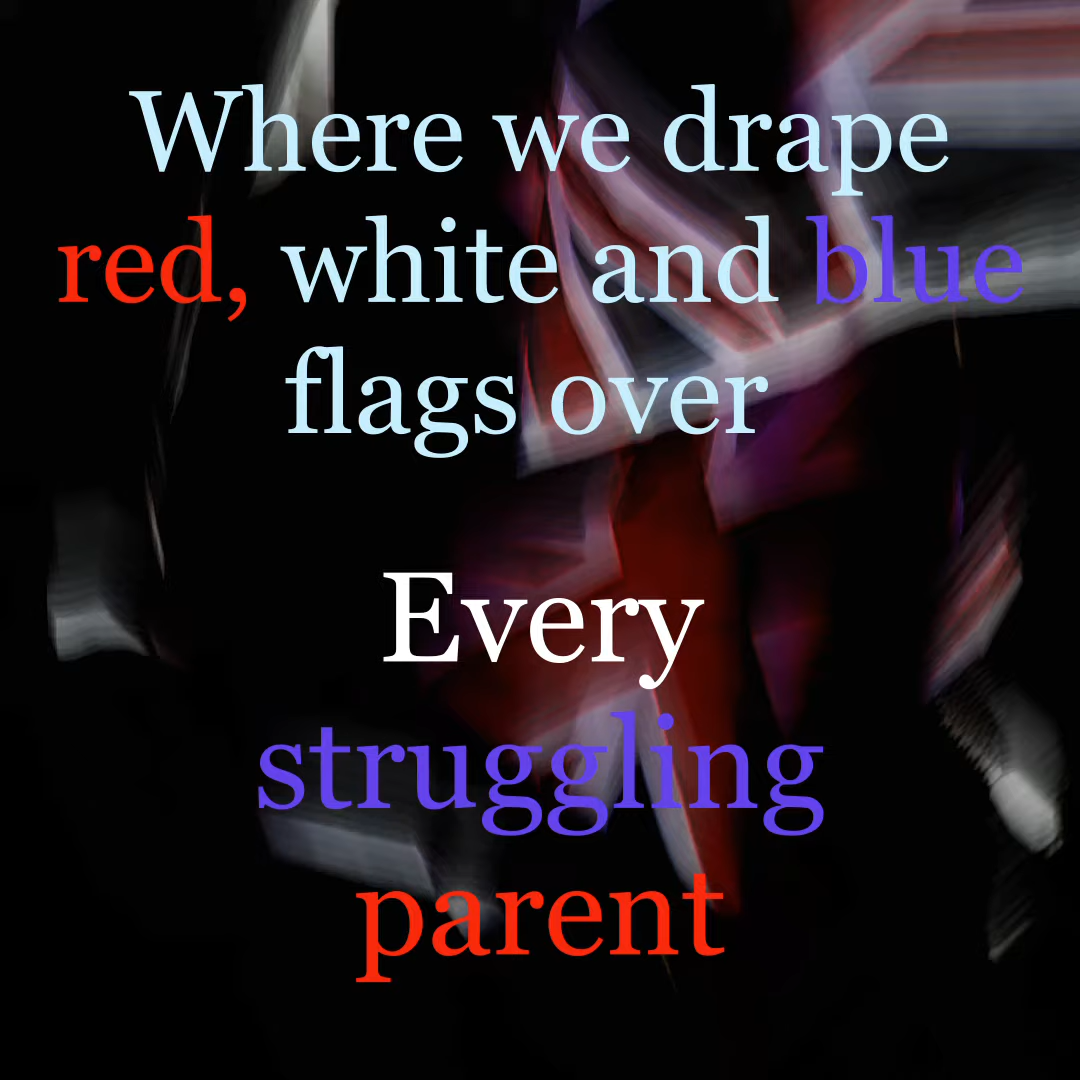 Where we drape
red, white and blue
flags over
Every
struggling
parent